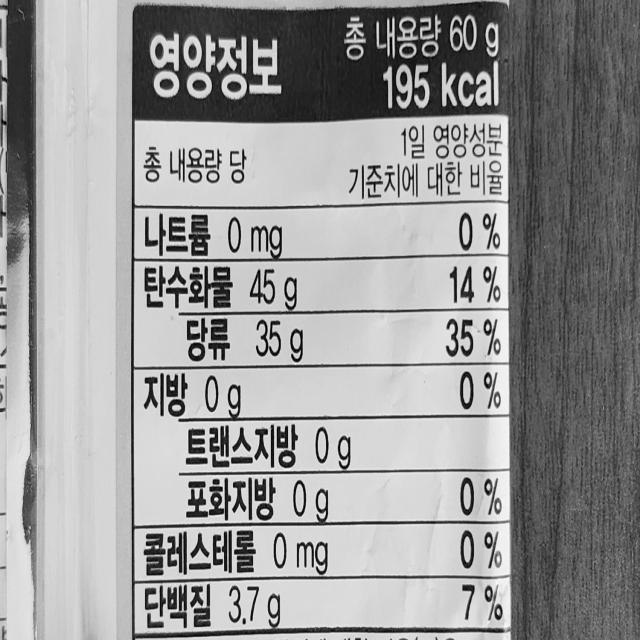 영양정보
총 내용량 60 g
195 kcal
총 내용량 당
1일 영양성분
기준치에 대한 비율
나트륨 0 mg 0 %
탄수화물 45 g 14 %
당류 35 g 35 %
지방 0 g 0 %
트랜스지방 0 g
포화지방 0 g 0 %
콜레스테롤 0 mg 0 %
단백질 3.7 g 7 %